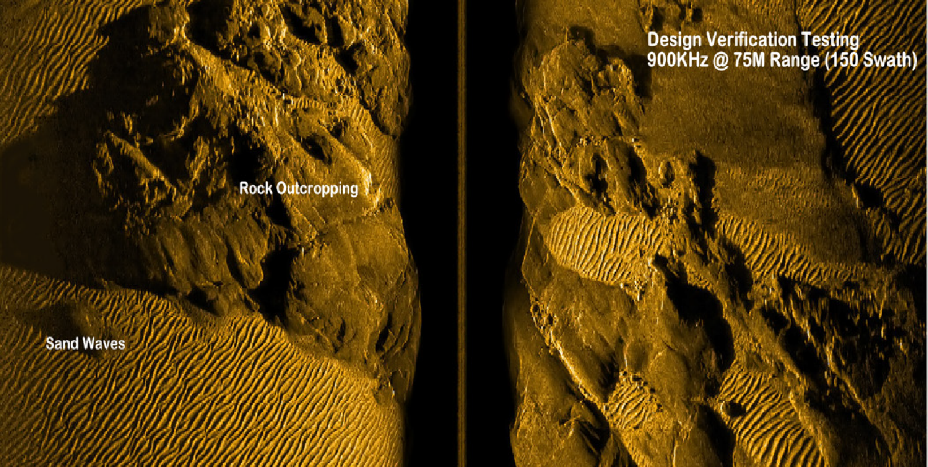 Design Verification Testing
900KHz @ 75M Range (150 Swath)
Rock Outcropping
Sand Waves